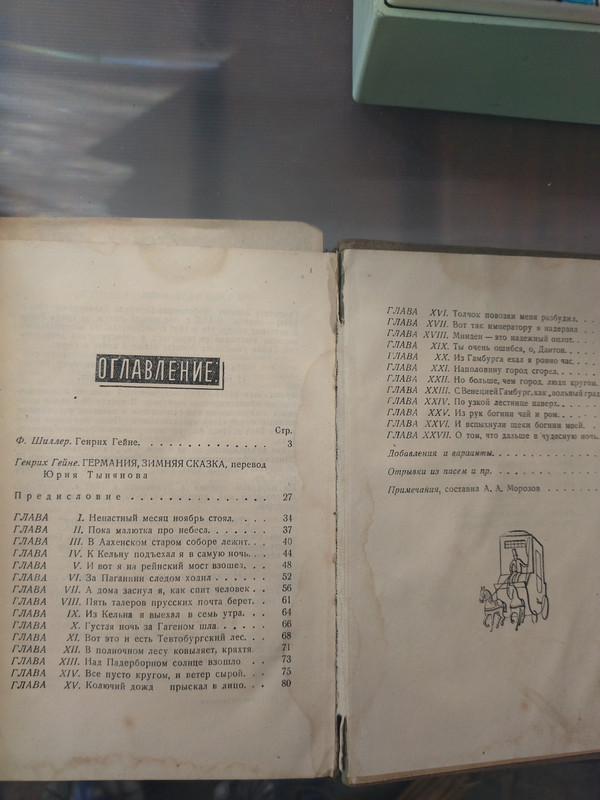 ОГЛАВЛЕНИЕ.
Стр.
Ф. Шиллер. Генрих Гейне. . . . . . . . . . . . . . 3
Генрих Гейне. ГЕРМАНИЯ, ЗИМНЯЯ СКАЗКА, перевод
Юрия Тынянова
Предисловие . . . . . . . . . . . . . . . 27
ГЛАВА I. Ненастный месяц ноябрь стоял. . . . 34
ГЛАВА II. Пока малютка про небеса. . . . 37
ГЛАВА III. В Аахенском старом соборе лежит. . . 40
ГЛАВА IV. К Кельну подъехал я в самую ночь. . . 44
ГЛАВА V. И вот я на рейнский мост взошел. . . 48
ГЛАВА VI. За Паганини следом ходил . . . . . 52
ГЛАВА VII. А дома заснул я, как спит человек . . 56
ГЛАВА VIII. Пять талеров прусских почта берет. . . 61
ГЛАВА IX. Из Кельна я выехал в семь утра. . . 64
ГЛАВА X. Густая ночь за Гагеном шла. . . . . . 66
ГЛАВА XI. Вот это и есть Тевтобургский лес. . . 68
ГЛАВА XII. В полночном лесу ковыляет, кряхтя. 71
ГЛАВА XIII. Над Падерборном солнце взошло . . . 73
ГЛАВА XIV. Все пусто кругом, и ветер сырой. . . 75
ГЛАВА XV. Колючий дождь прыскал в лицо. . . 80
ГЛАВА XVI. Толчок повозки меня разбудил. . . .
ГЛАВА XVII. Вот так императору я надерзил . . .
ГЛАВА XVIII. Минден — это надежный оплот. . . .
ГЛАВА XIX. Ты очень ошибся, о, Дантон. . . .
ГЛАВА XX. Из Гамбурга ехал я ровно час. . . .
ГЛАВА XXI. Наполовину город сгорел. . . . .
ГЛАВА XXII. Но больше, чем город, люди кругом. .
ГЛАВА XXIII. С Венецией Гамбург, как „вольный град
ГЛАВА XXIV. По узкой лестнице наверх. . . . .
ГЛАВА XXV. Из рук богини чай и ром. . . . .
ГЛАВА XXVI. И вспыхнули щеки богини моей. .
ГЛАВА XXVII. О том, что дальше в чудесную ночь.
Добавления и варианты. . . . . . . .
Отрывки из писем и пр. . . . . . . .
Примечания, составил А. А. Морозов . . . . .